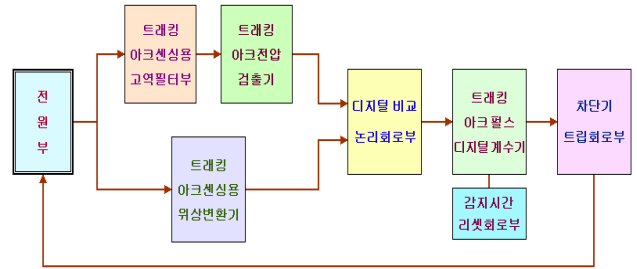 전
원
부
트래킹
아크센싱용
고역필터부
트래킹
아크전압
검출기
트래킹
아크센싱용
위상변환기
디지털 비교
논리회로부
트래킹
아크 펄스
디지털 계수기
감지시간
리셋회로부
차단기
트립회로부